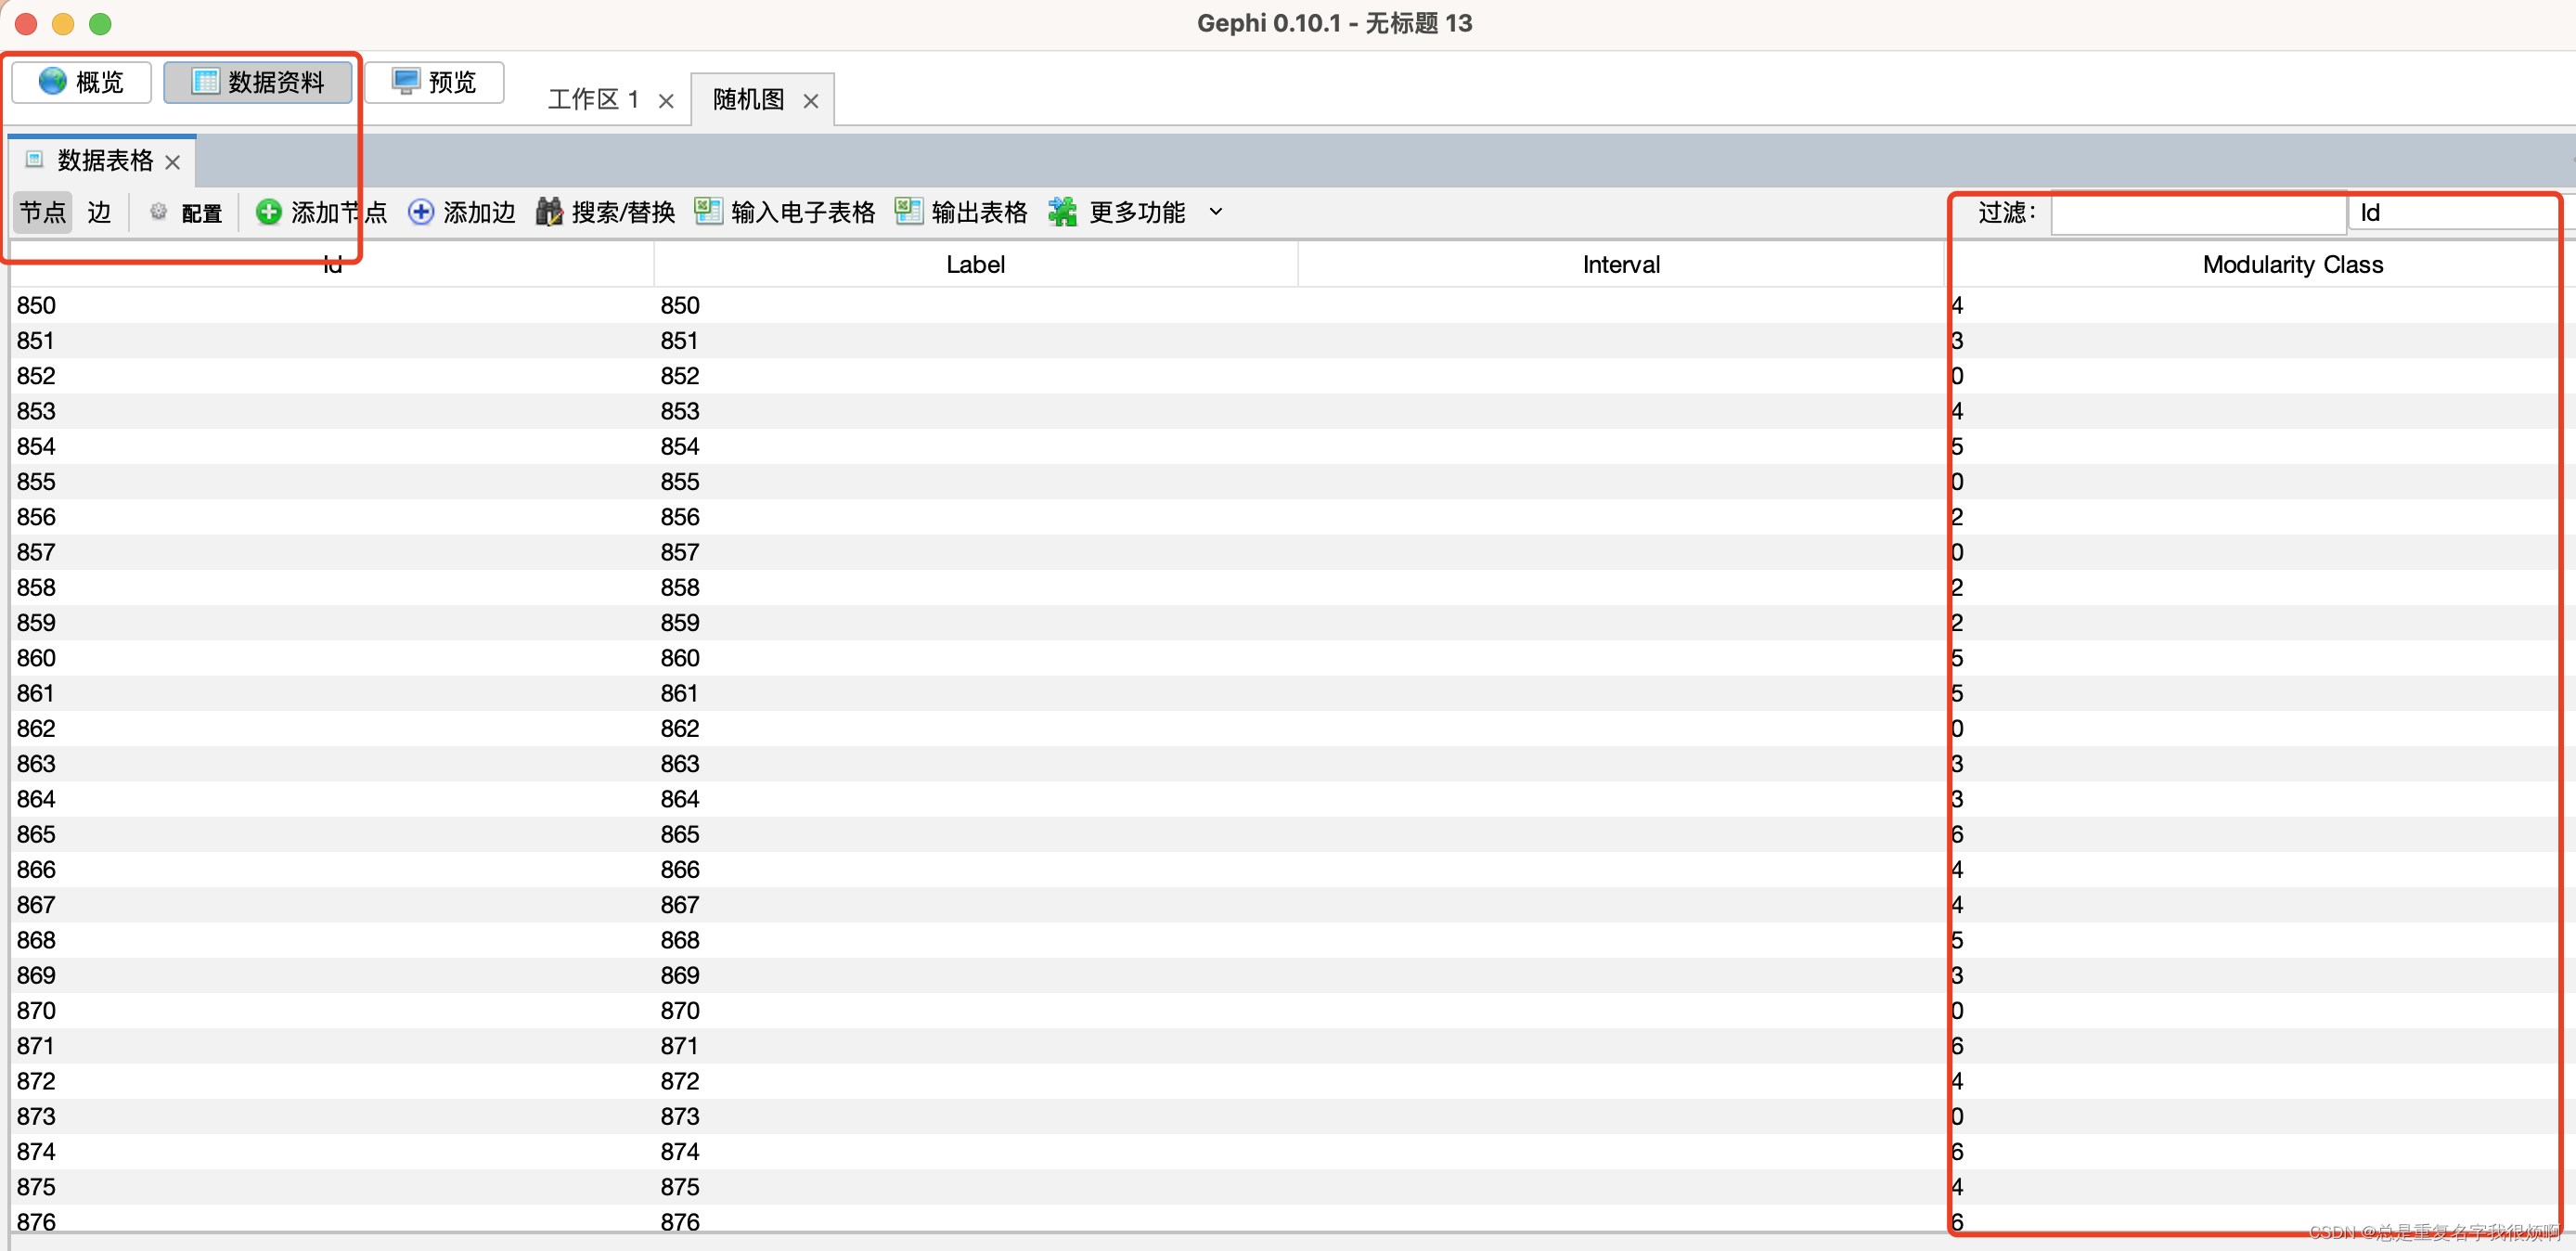 Gephi 0.10.1 - 无标题 13
概览 数据资料 预览 工作区 1 随机图
数据表格
节点 边 配置 添加节点 添加边 搜索/替换 输入电子表格 输出表格 更多功能 过滤: Id
Id Label Interval Modularity Class
850 850 4
851 851 3
852 852 0
853 853 4
854 854 5
855 855 0
856 856 2
857 857 0
858 858 2
859 859 2
860 860 5
861 861 5
862 862 0
863 863 3
864 864 3
865 865 6
866 866 4
867 867 4
868 868 5
869 869 3
870 870 0
871 871 6
872 872 4
873 873 0
874 874 6
875 875 4
876 876 6
CSDN @总是重复名字我很烦啊